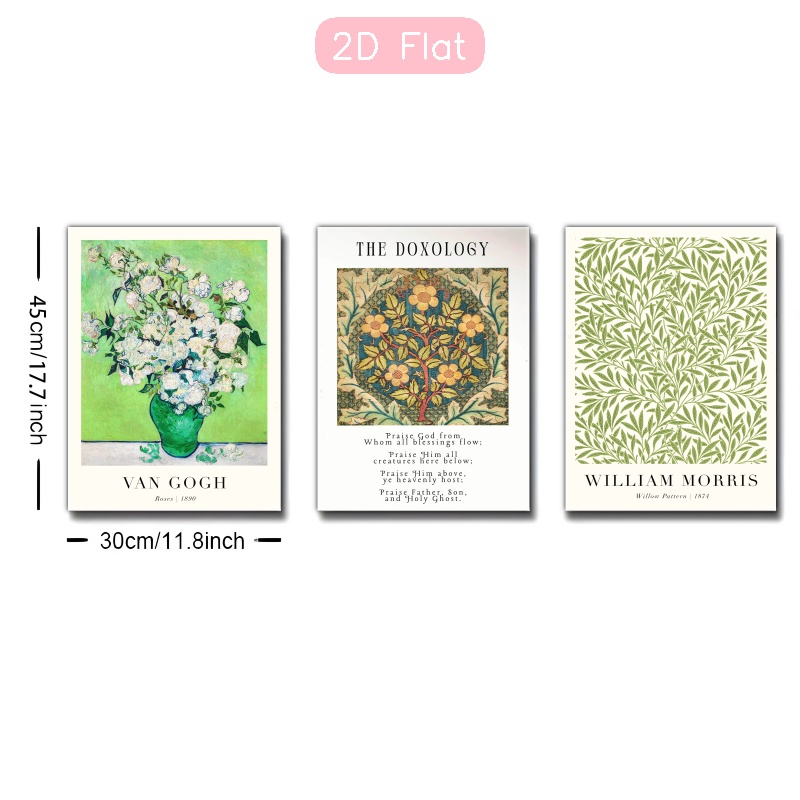 2D Flat
45cm/17.7inch
VAN GOGH
Roses | 1890
30cm/11.8inch
THE DOXOLOGY
Praise God from
Whom all blessings flow;
Praise Him all
creatures here below;
Praise Him above,
ye heavenly host;
Praise Father, Son,
and Holy Ghost.
WILLIAM MORRIS
Willow Pattern | 1874